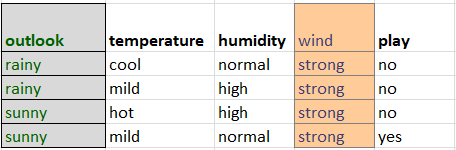 outlook temperature humidity wind play
rainy cool normal strong no
rainy mild high strong no
sunny hot high strong no
sunny mild normal strong yes